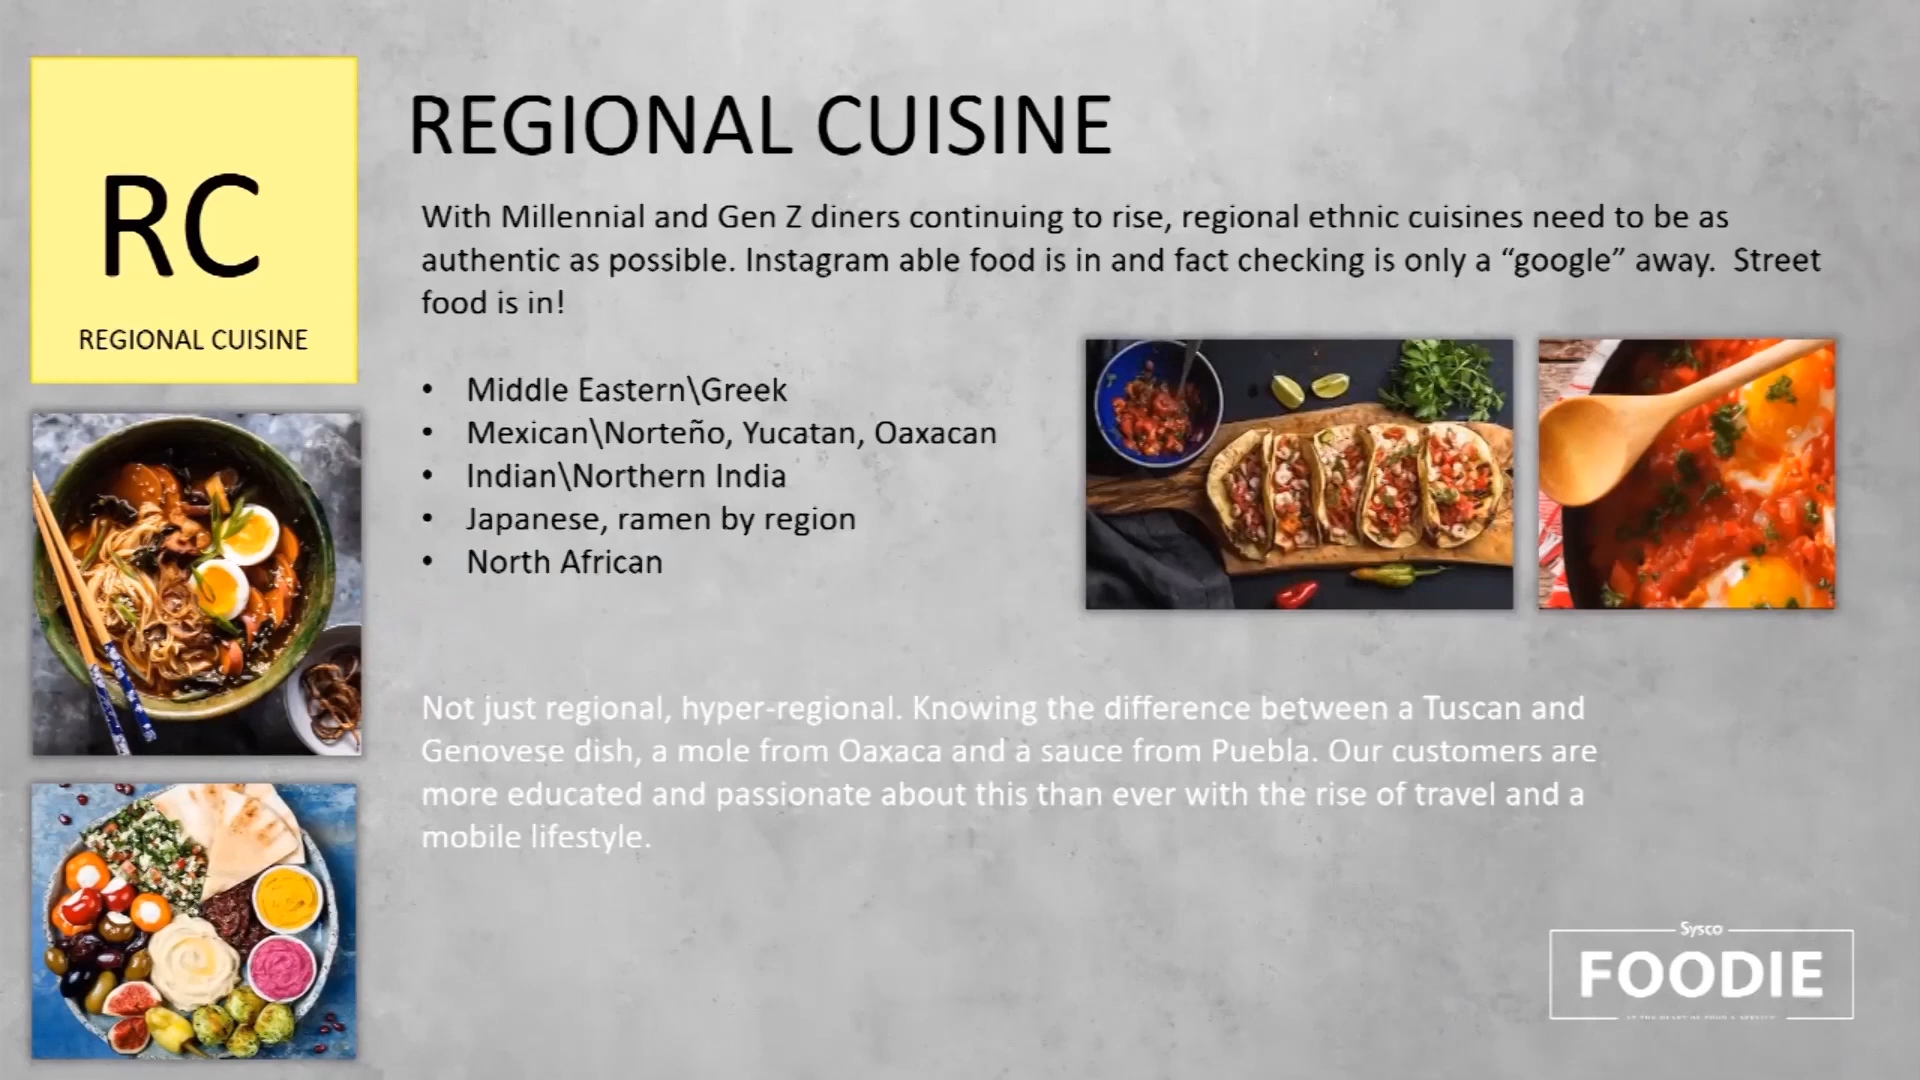 RC
REGIONAL CUISINE
REGIONAL CUISINE
With Millennial and Gen Z diners continuing to rise, regional ethnic cuisines need to be as
authentic as possible. Instagram able food is in and fact checking is only a “google” away.  Street
food is in!
• Middle Eastern\Greek
• Mexican\Norteño, Yucatan, Oaxacan
• Indian\Northern India
• Japanese, ramen by region
• North African
Not just regional, hyper-regional. Knowing the difference between a Tuscan and
Genovese dish, a mole from Oaxaca and a sauce from Puebla. Our customers are
more educated and passionate about this than ever with the rise of travel and a
mobile lifestyle.
Sysco
FOODIE